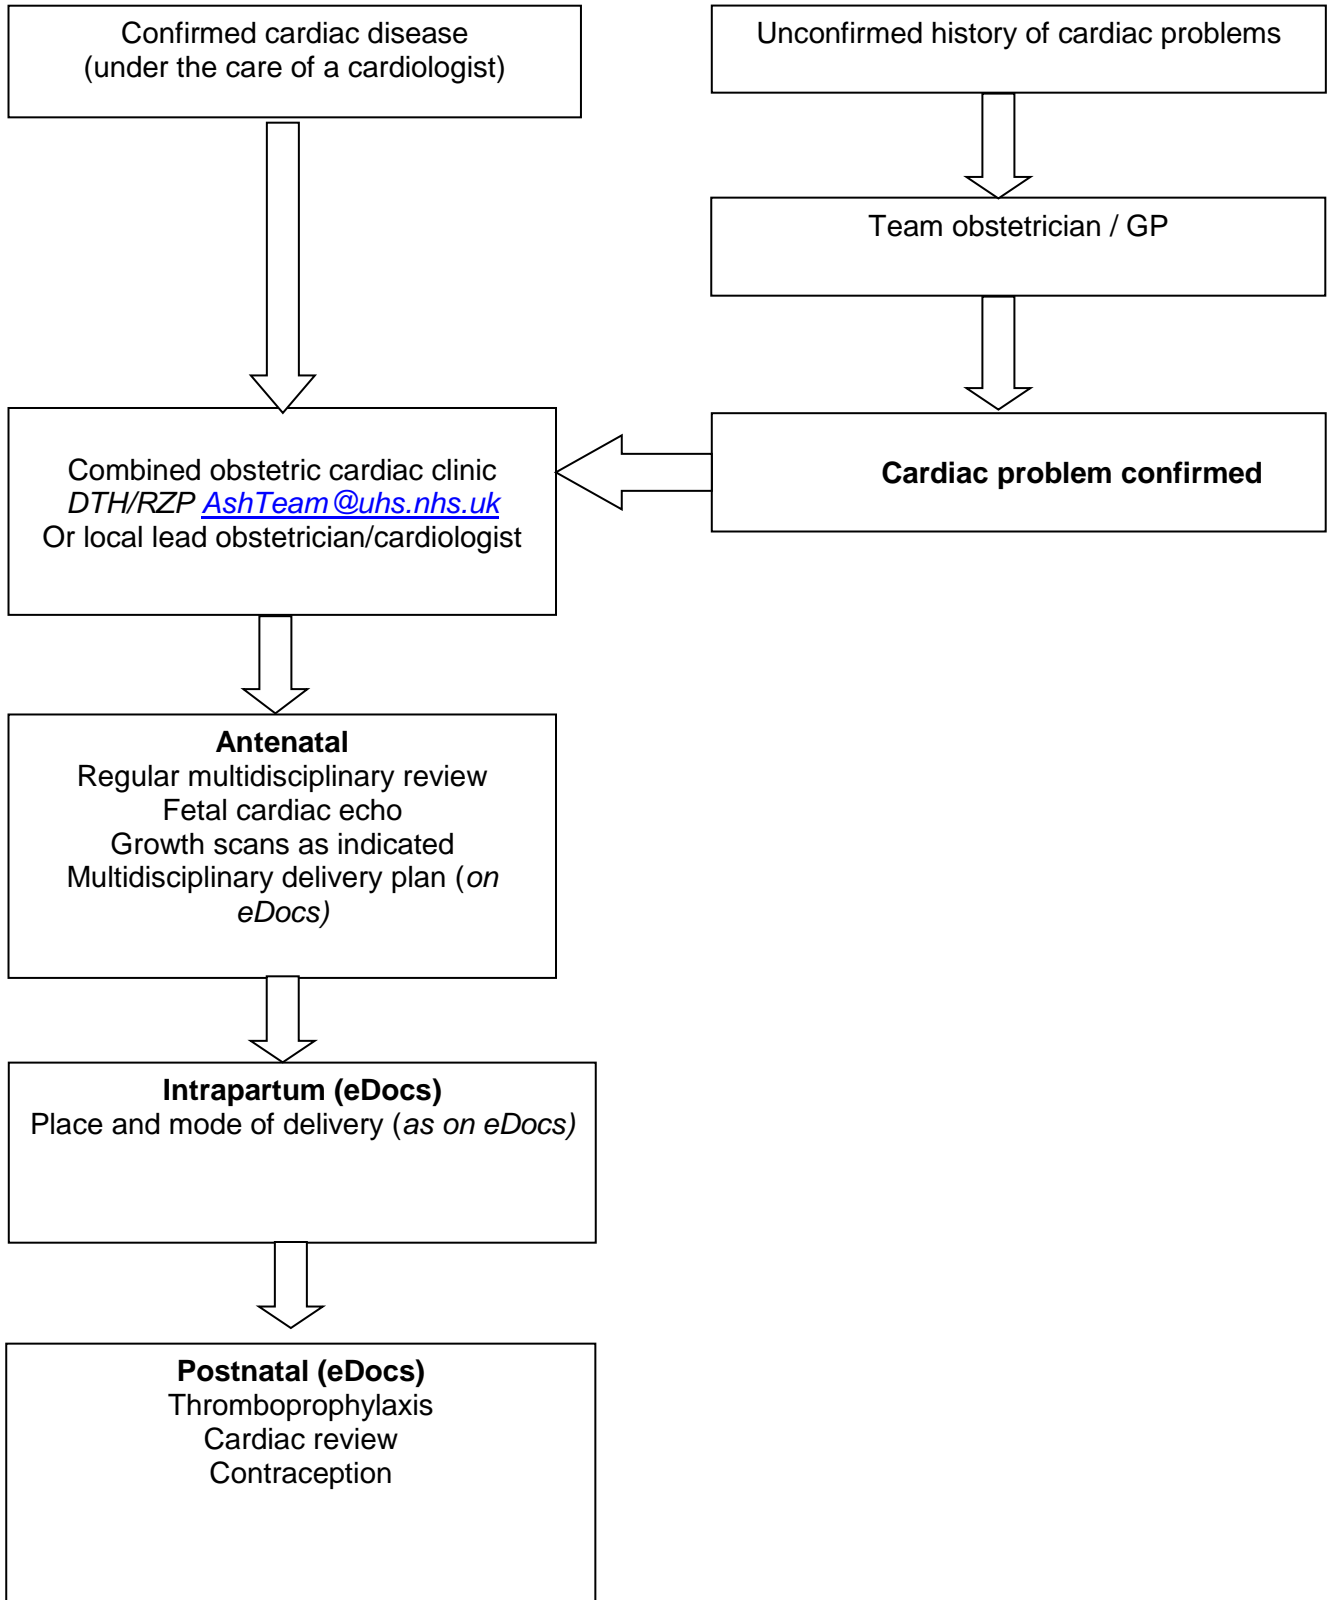 Confirmed cardiac disease
(under the care of a cardiologist)
Unconfirmed history of cardiac problems
Team obstetrician / GP
Cardiac problem confirmed
Combined obstetric cardiac clinic
DTH/RZP AshTeam@uhs.nhs.uk
Or local lead obstetrician/cardiologist
Antenatal
Regular multidisciplinary review
Fetal cardiac echo
Growth scans as indicated
Multidisciplinary delivery plan (on
eDocs)
Intrapartum (eDocs)
Place and mode of delivery (as on eDocs)
Postnatal (eDocs)
Thromboprophylaxis
Cardiac review
Contraception